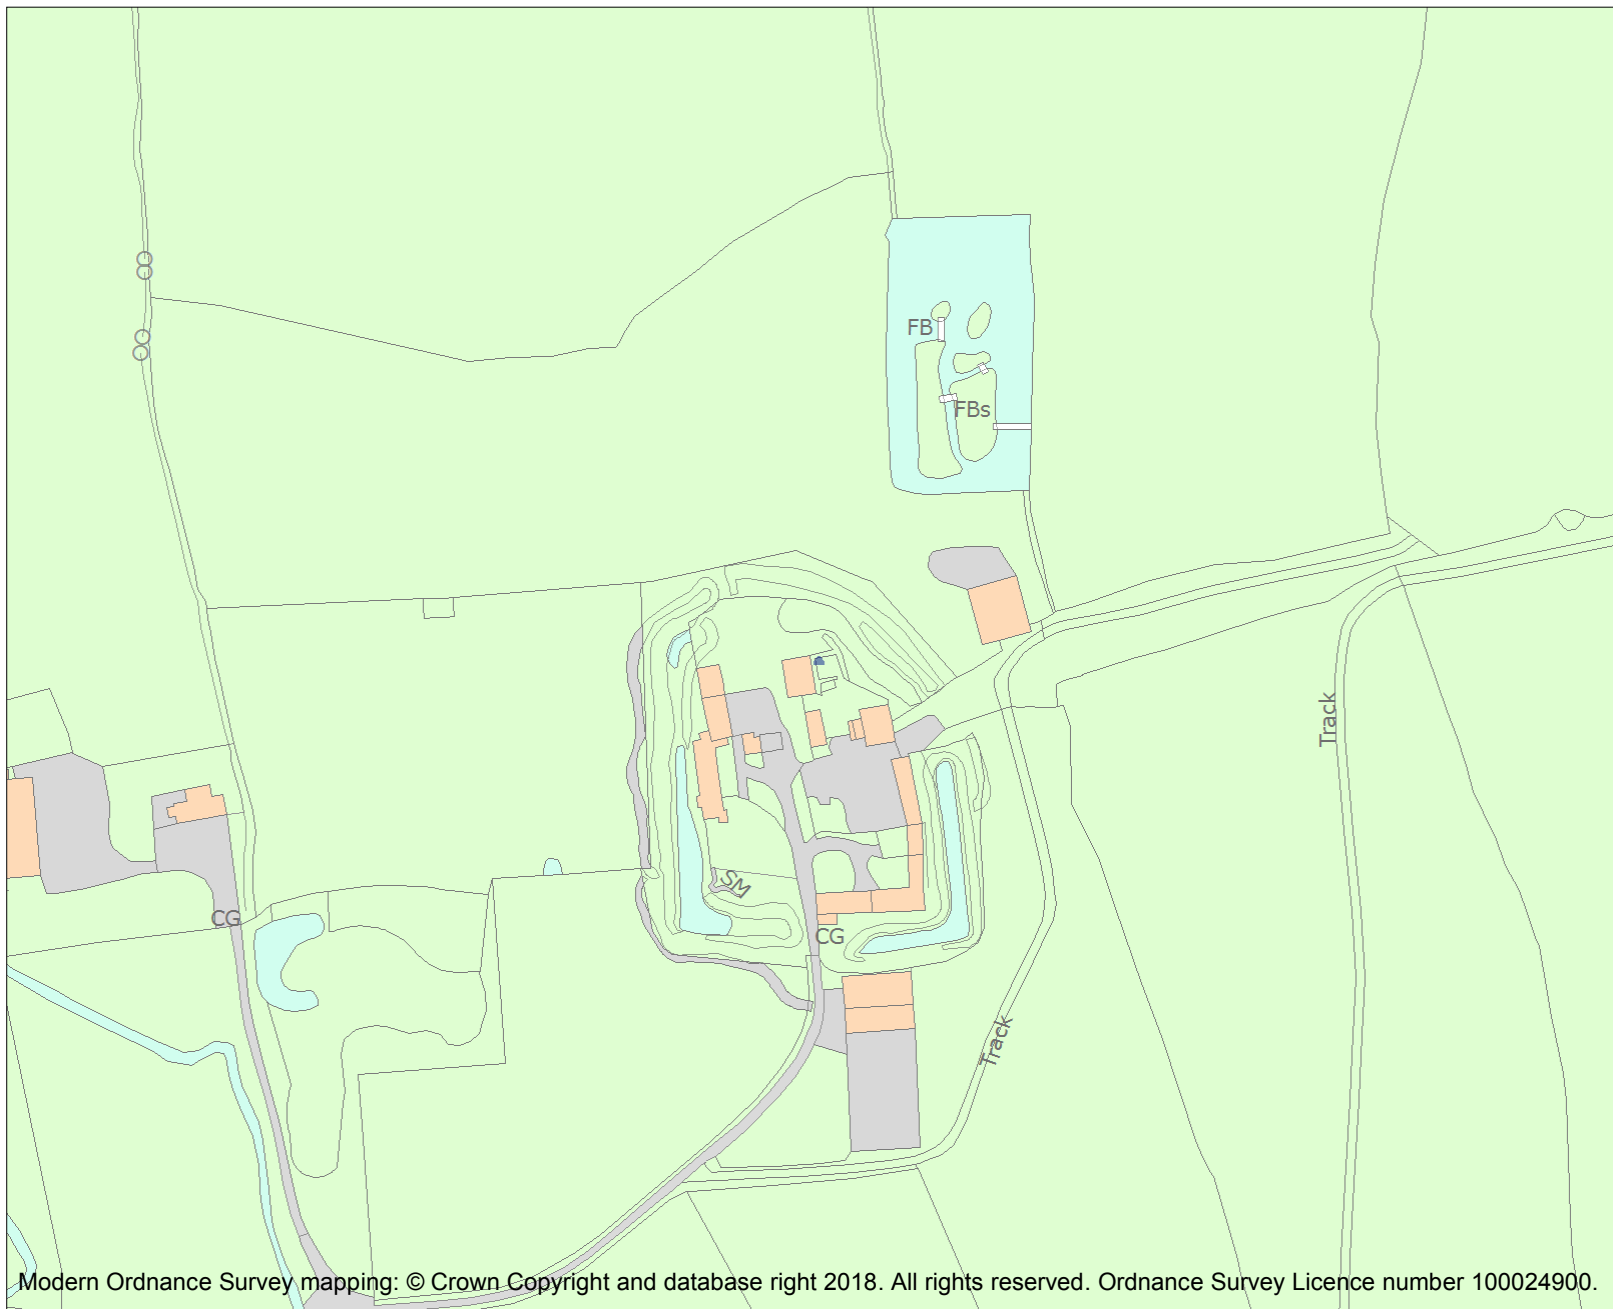 FB
FBs
Track
SM
CG
CG
Track
Modern Ordnance Survey mapping: © Crown Copyright and database right 2018. All rights reserved. Ordnance Survey Licence number 100024900.